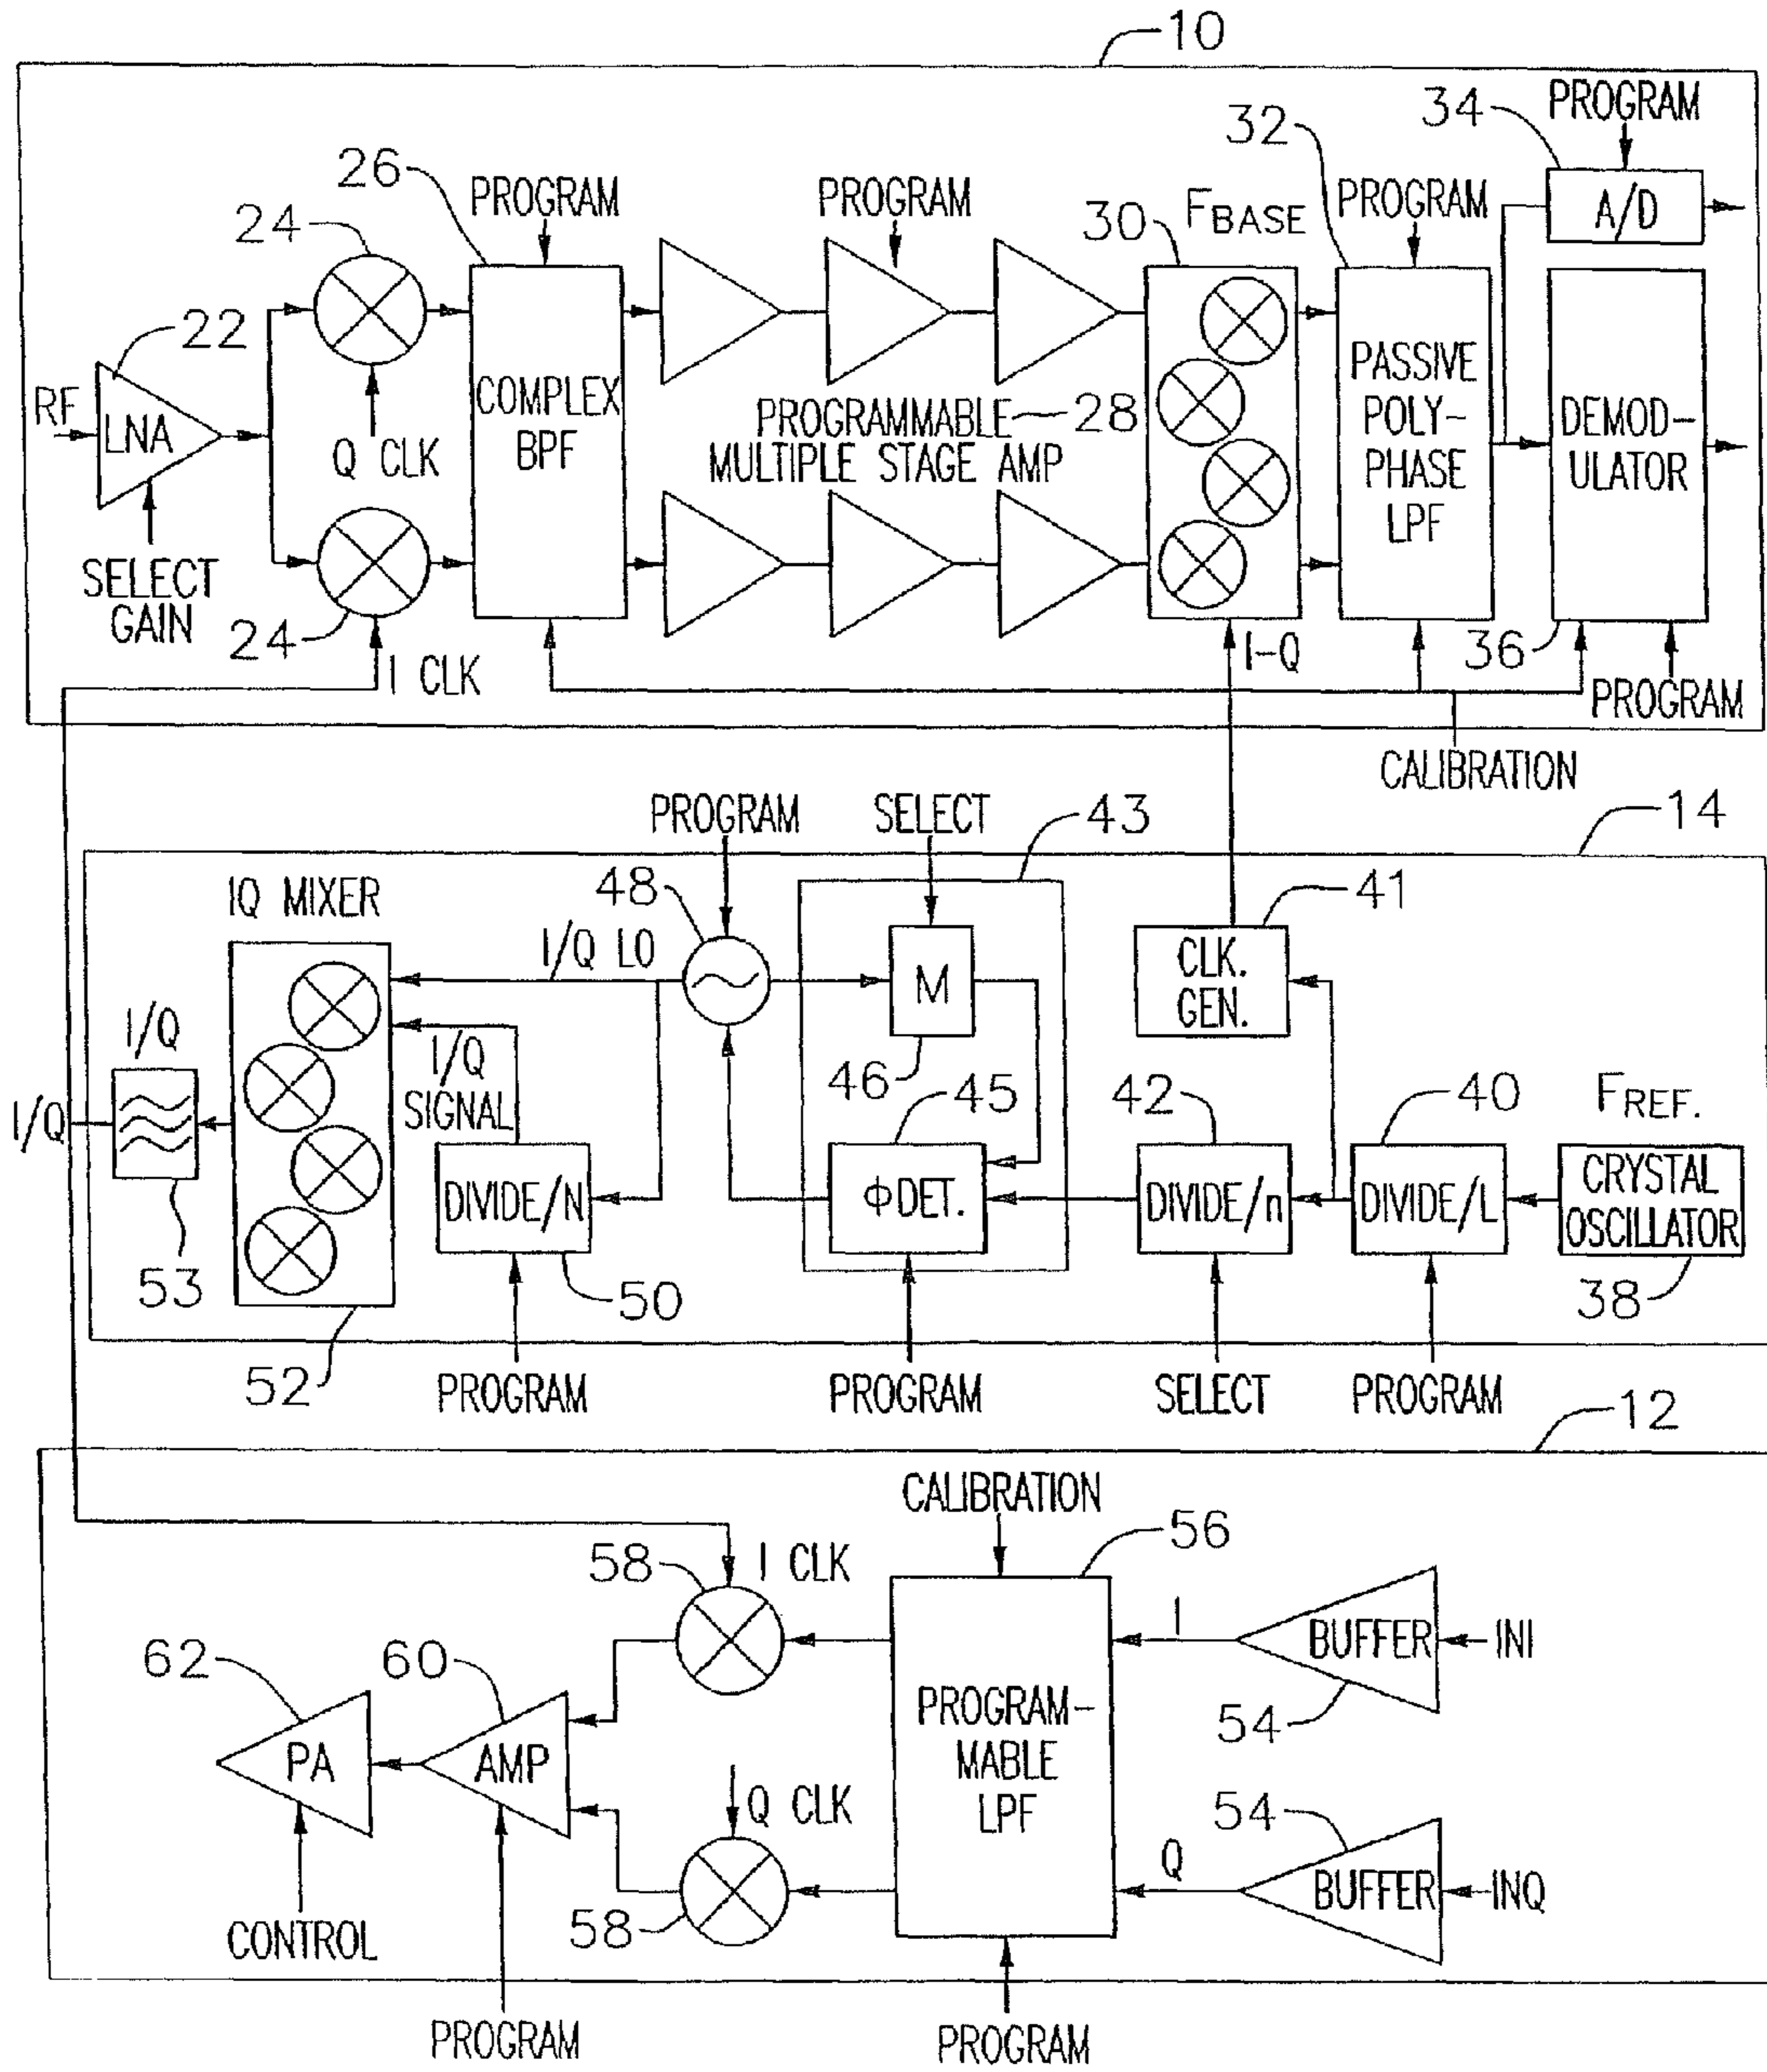 10
34
PROGRAM
32
26
PROGRAM
PROGRAM
30
FBASE
PROGRAM
A/D
24
22
RF
LNA
Q CLK
COMPLEX
BPF
PROGRAMMABLE
28
MULTIPLE STAGE AMP
PASSIVE
POLY-
PHASE
LPF
DEMOD-
ULATOR
SELECT
GAIN
24
I CLK
I-Q
36
PROGRAM
CALIBRATION
PROGRAM
SELECT
43
14
IQ MIXER
48
I/Q LO
M
41
CLK.
GEN.
I/Q
I/Q
I/Q
SIGNAL
46
45
42
40
FREF.
DIVIDE/N
ΦDET.
DIVIDE/n
DIVIDE/L
CRYSTAL
OSCILLATOR
53
50
38
52
PROGRAM
PROGRAM
SELECT
PROGRAM
12
CALIBRATION
56
58
I CLK
I
BUFFER
INI
62
60
54
PA
AMP
PROGRAM-
MABLE
LPF
Q CLK
54
Q
BUFFER
INQ
58
CONTROL
PROGRAM
PROGRAM